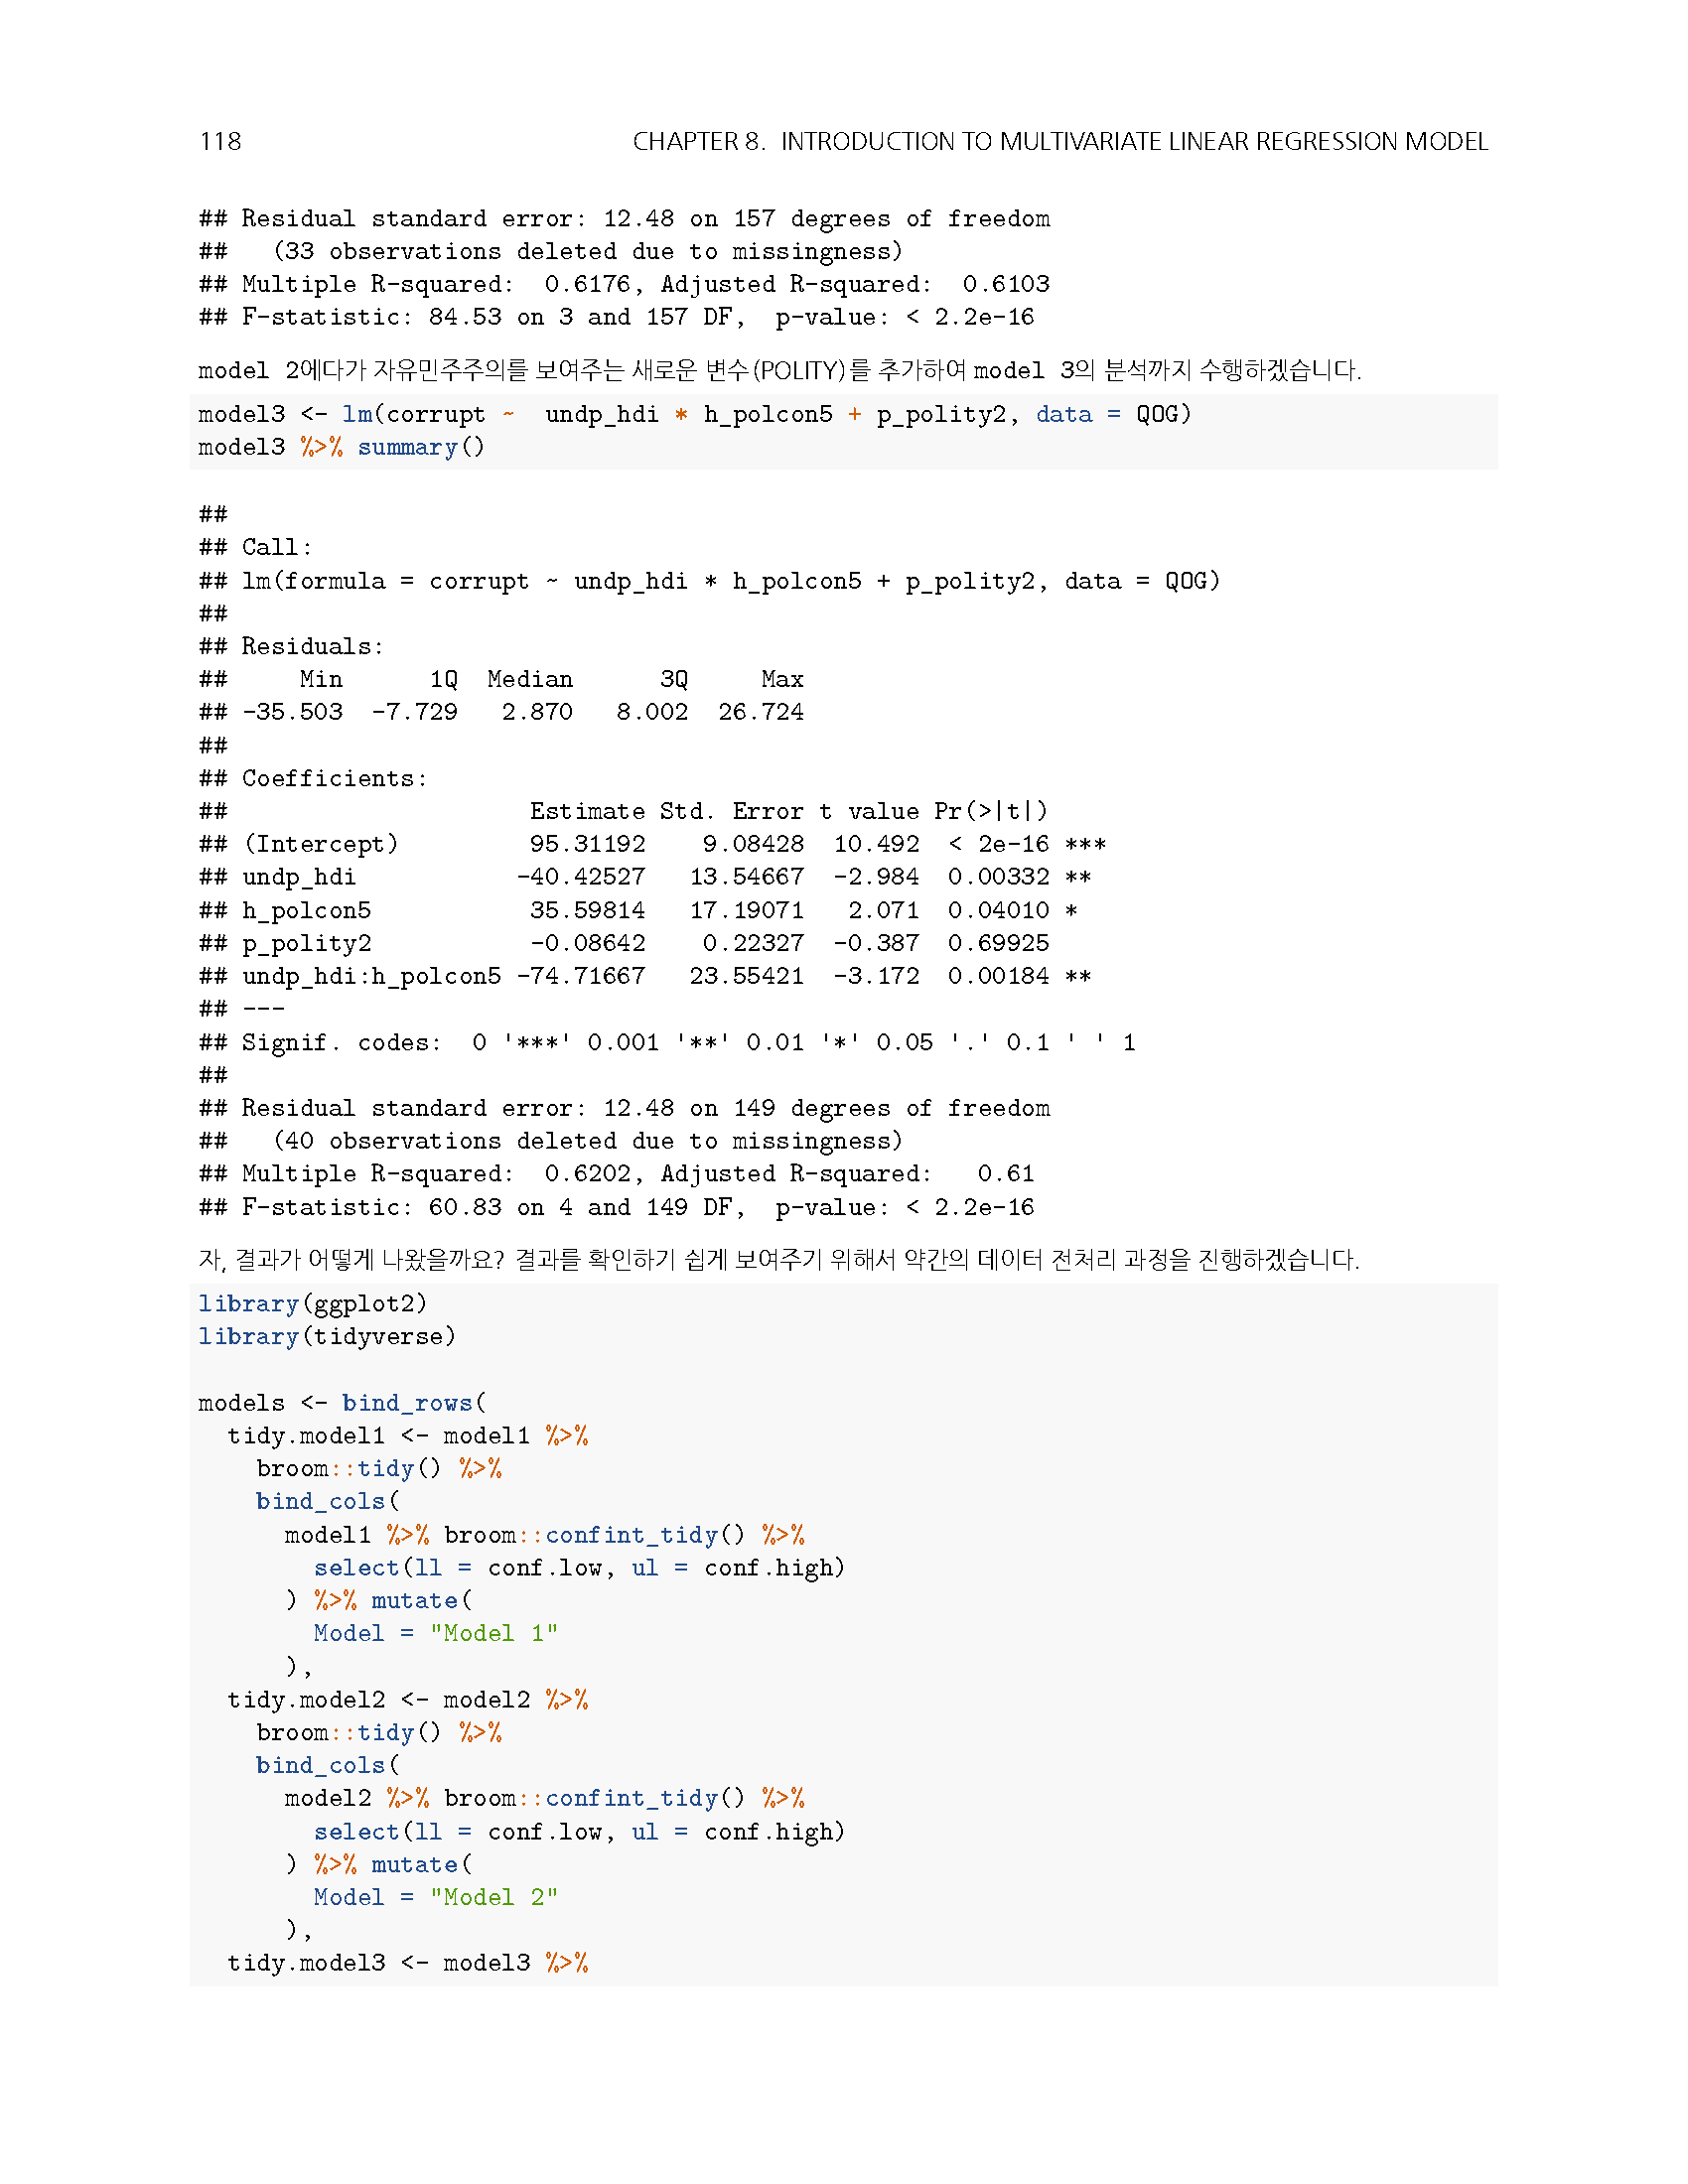 118 CHAPTER 8. INTRODUCTION TO MULTIVARIATE LINEAR REGRESSION MODEL
## Residual standard error: 12.48 on 157 degrees of freedom
##   (33 observations deleted due to missingness)
## Multiple R-squared:  0.6176, Adjusted R-squared:  0.6103
## F-statistic: 84.53 on 3 and 157 DF,  p-value: < 2.2e-16
model 2에다가 자유민주주의를 보여주는 새로운 변수(POLITY)를 추가하여 model 3의 분석까지 수행하겠습니다.
model3 <- lm(corrupt ~  undp_hdi * h_polcon5 + p_polity2, data = QOG)
model3 %>% summary()
##
## Call:
## lm(formula = corrupt ~ undp_hdi * h_polcon5 + p_polity2, data = QOG)
##
## Residuals:
##     Min      1Q  Median      3Q     Max
## -35.503  -7.729   2.870   8.002  26.724
##
## Coefficients:
##                     Estimate Std. Error t value Pr(>|t|)
## (Intercept)         95.31192    9.08428  10.492  < 2e-16 ***
## undp_hdi           -40.42527   13.54667  -2.984  0.00332 **
## h_polcon5           35.59814   17.19071   2.071  0.04010 *
## p_polity2           -0.08642    0.22327  -0.387  0.69925
## undp_hdi:h_polcon5 -74.71667   23.55421  -3.172  0.00184 **
## ---
## Signif. codes:  0 '***' 0.001 '**' 0.01 '*' 0.05 '.' 0.1 ' ' 1
##
## Residual standard error: 12.48 on 149 degrees of freedom
##   (40 observations deleted due to missingness)
## Multiple R-squared:  0.6202, Adjusted R-squared:   0.61
## F-statistic: 60.83 on 4 and 149 DF,  p-value: < 2.2e-16
자, 결과가 어떻게 나왔을까요? 결과를 확인하기 쉽게 보여주기 위해서 약간의 데이터 전처리 과정을 진행하겠습니다.
library(ggplot2)
library(tidyverse)
models <- bind_rows(
  tidy.model1 <- model1 %>%
    broom::tidy() %>%
    bind_cols(
      model1 %>% broom::confint_tidy() %>%
        select(ll = conf.low, ul = conf.high)
      ) %>% mutate(
        Model = "Model 1"
      ),
  tidy.model2 <- model2 %>%
    broom::tidy() %>%
    bind_cols(
      model2 %>% broom::confint_tidy() %>%
        select(ll = conf.low, ul = conf.high)
      ) %>% mutate(
        Model = "Model 2"
      ),
  tidy.model3 <- model3 %>%